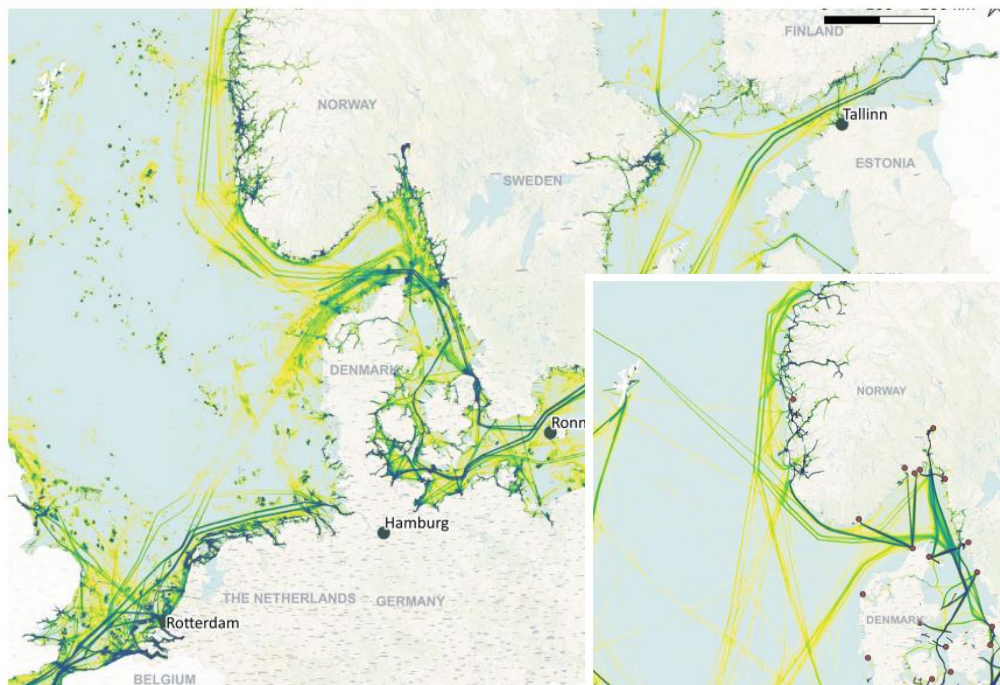 FINLAND
NORWAY
Tallinn
ESTONIA
SWEDEN
DENMARK
Ronn
Hamburg
THE NETHERLANDS
GERMANY
Rotterdam
BELGIUM
NORWAY
DENMARK